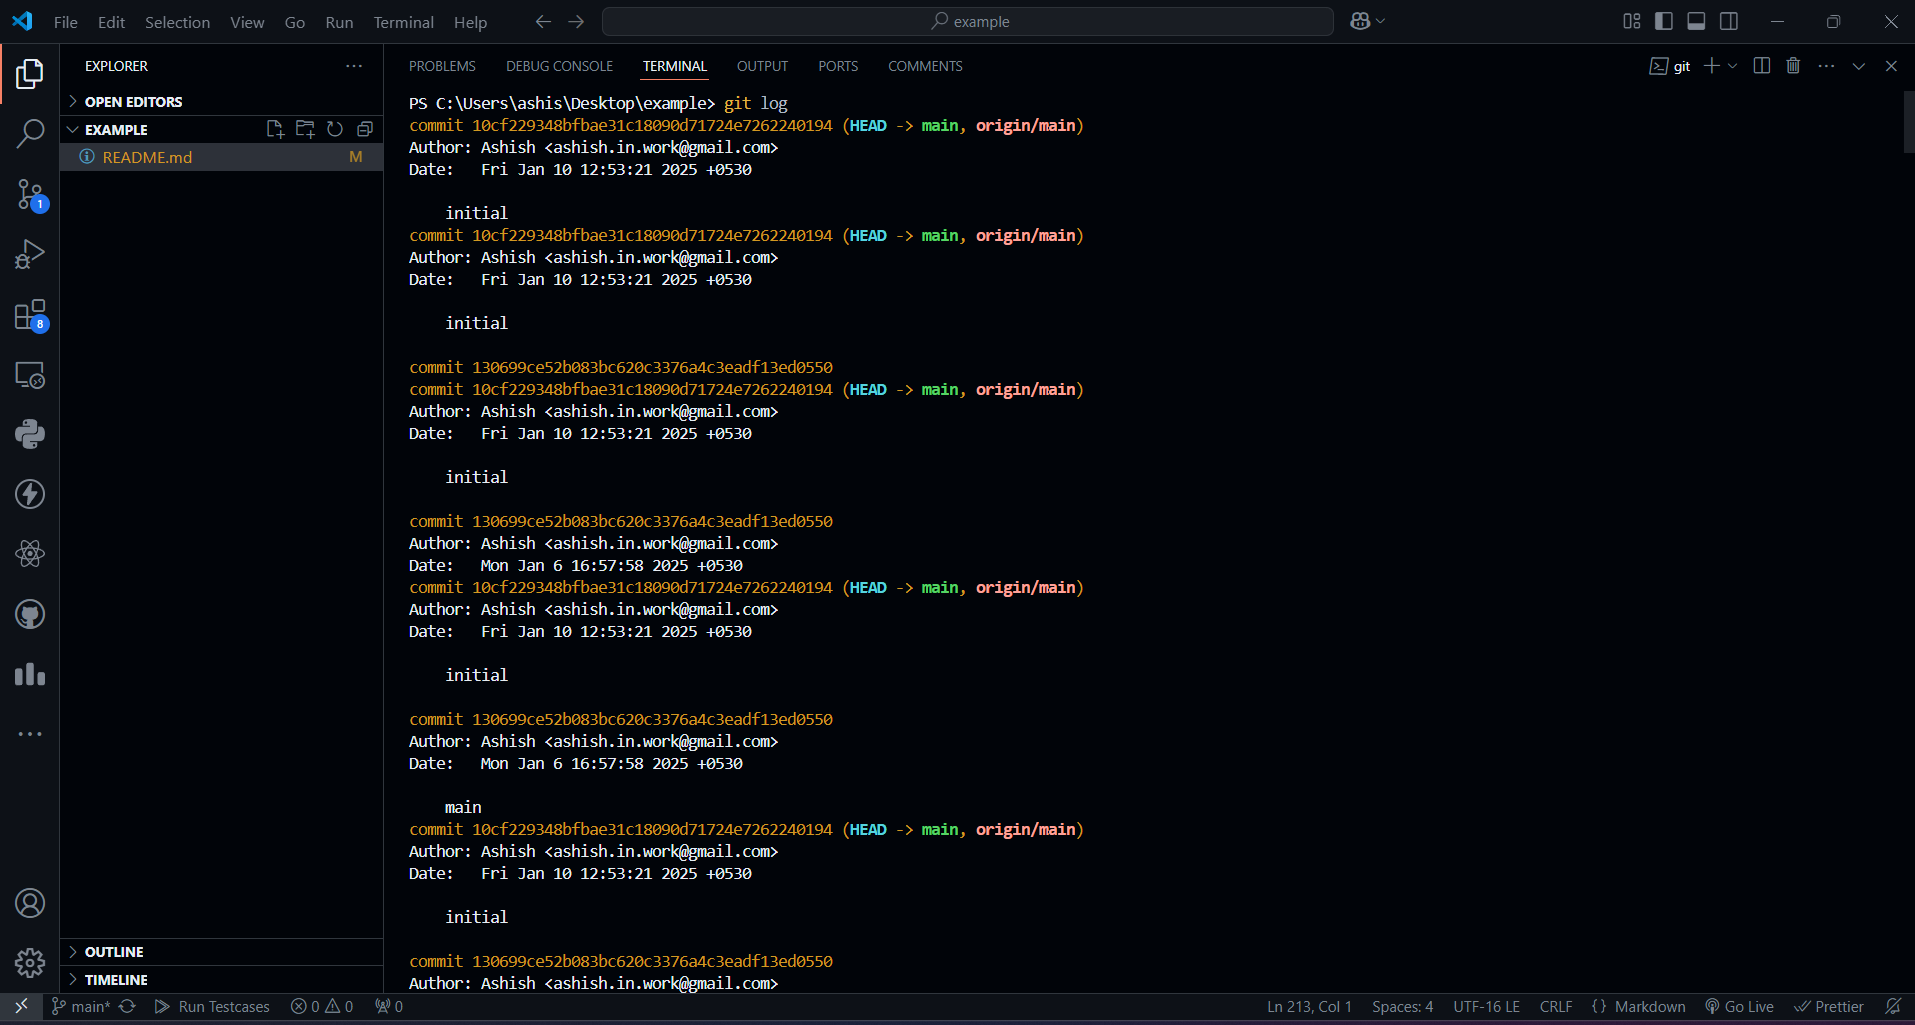 File Edit Selection View Go Run Terminal Help
example
EXPLORER
OPEN EDITORS
EXAMPLE
README.md M
1
8
OUTLINE
TIMELINE
PROBLEMS DEBUG CONSOLE TERMINAL OUTPUT PORTS COMMENTS
git
PS C:\Users\ashis\Desktop\example> git log
commit 10cf229348bfbae31c18090d71724e7262240194 (HEAD -> main, origin/main)
Author: Ashish <ashish.in.work@gmail.com>
Date:   Fri Jan 10 12:53:21 2025 +0530
initial
commit 10cf229348bfbae31c18090d71724e7262240194 (HEAD -> main, origin/main)
Author: Ashish <ashish.in.work@gmail.com>
Date:   Fri Jan 10 12:53:21 2025 +0530
initial
commit 130699ce52b083bc620c3376a4c3eadf13ed0550
commit 10cf229348bfbae31c18090d71724e7262240194 (HEAD -> main, origin/main)
Author: Ashish <ashish.in.work@gmail.com>
Date:   Fri Jan 10 12:53:21 2025 +0530
initial
commit 130699ce52b083bc620c3376a4c3eadf13ed0550
Author: Ashish <ashish.in.work@gmail.com>
Date:   Mon Jan 6 16:57:58 2025 +0530
commit 10cf229348bfbae31c18090d71724e7262240194 (HEAD -> main, origin/main)
Author: Ashish <ashish.in.work@gmail.com>
Date:   Fri Jan 10 12:53:21 2025 +0530
initial
commit 130699ce52b083bc620c3376a4c3eadf13ed0550
Author: Ashish <ashish.in.work@gmail.com>
Date:   Mon Jan 6 16:57:58 2025 +0530
main
commit 10cf229348bfbae31c18090d71724e7262240194 (HEAD -> main, origin/main)
Author: Ashish <ashish.in.work@gmail.com>
Date:   Fri Jan 10 12:53:21 2025 +0530
initial
commit 130699ce52b083bc620c3376a4c3eadf13ed0550
Author: Ashish <ashish.in.work@gmail.com>
main* Run Testcases 0 0 0 Ln 213, Col 1 Spaces: 4 UTF-16 LE CRLF {} Markdown Go Live Prettier